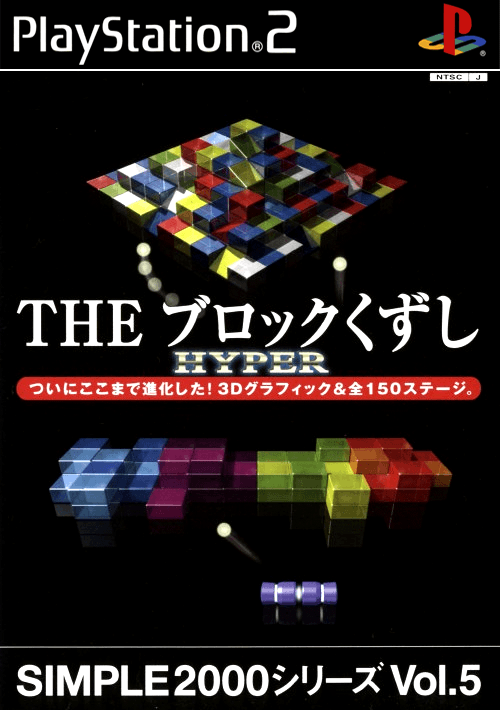 PlayStation®2
NTSC J
THE ブロックくずし
HYPER
ついにここまで進化した!3Dグラフィック&全150ステージ。
SIMPLE2000シリーズ Vol.5